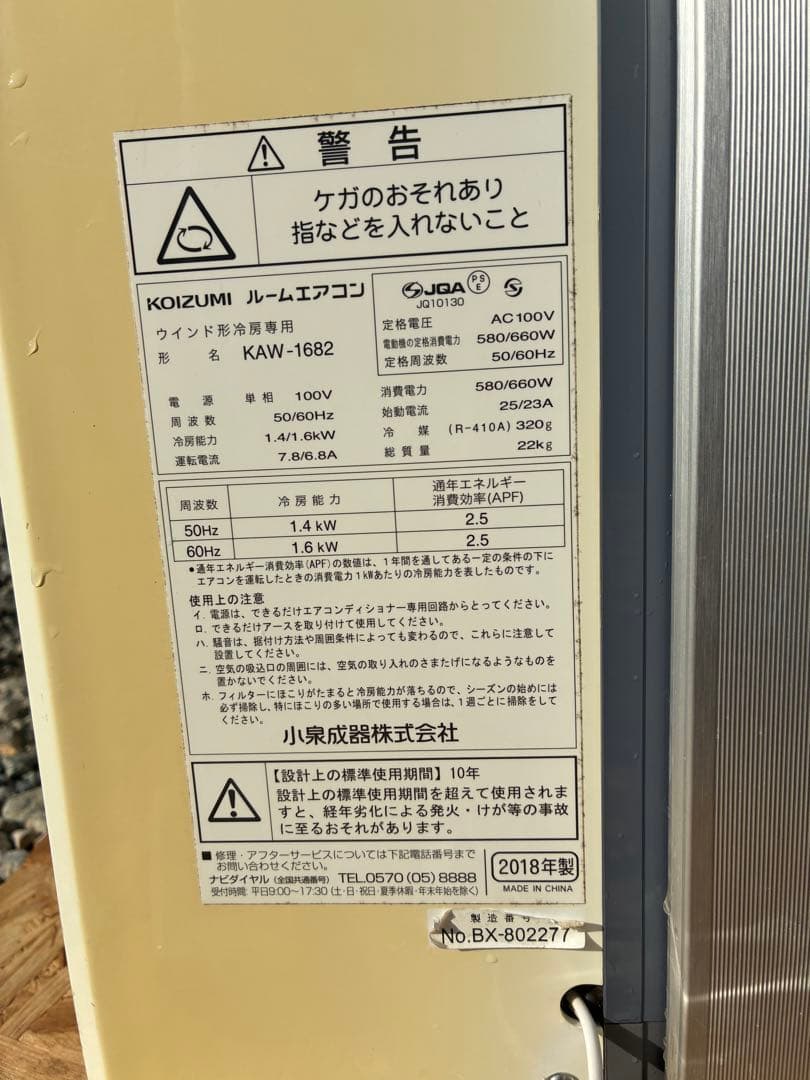 警告
ケガのおそれあり
指などを入れないこと
KOIZUMI ルームエアコン
ウインド形冷房専用
形名 KAW-1682
JQA PSE S
JQ10130
定格電圧 AC100V
電動機の定格消費電力 580/660W
定格周波数 50/60Hz
電源 単相 100V
周波数 50/60Hz
冷房能力 1.4/1.6kW
運転電流 7.8/6.8A
消費電力 580/660W
始動電流 25/23A
冷媒 (R-410A) 320g
総質量 22kg
周波数 冷房能力 通年エネルギー消費効率(APF)
50Hz 1.4 kW 2.5
60Hz 1.6 kW 2.5
●通年エネルギー消費効率(APF)の数値は、1年間を通してある一定の条件の下に
エアコンを運転したときの消費電力1kWあたりの冷房能力を表したものです。
使用上の注意
イ. 電源は、できるだけエアコンディショナー専用回路からとってください。
ロ. できるだけアースを取り付けて使用してください。
ハ. 騒音は、据付け方法や周囲条件によっても変わるので、これらに注意して
設置してください。
ニ. 空気の吸込口の周囲には、空気の取り入れのさまたげになるようなものを
置かないでください。
ホ. フィルターにほこりがたまると冷房能力が落ちるので、シーズンの始めには
必ず掃除し、特にほこりの多い場所で使用する場合は、1週ごとに掃除をして
ください。
小泉成器株式会社
【設計上の標準使用期間】10年
設計上の標準使用期間を超えて使用されま
すと、経年劣化による発火・けが等の事故
に至るおそれがあります。
■修理・アフターサービスについては下記電話番号まで
お問い合わせください。
ナビダイヤル (全国共通番号) TEL.0570 (05) 8888
受付時間: 平日9:00~17:30 (土・日・祝日・夏季休暇・年末年始を除く)
2018年製
MADE IN CHINA
製造番号
No.BX-802277